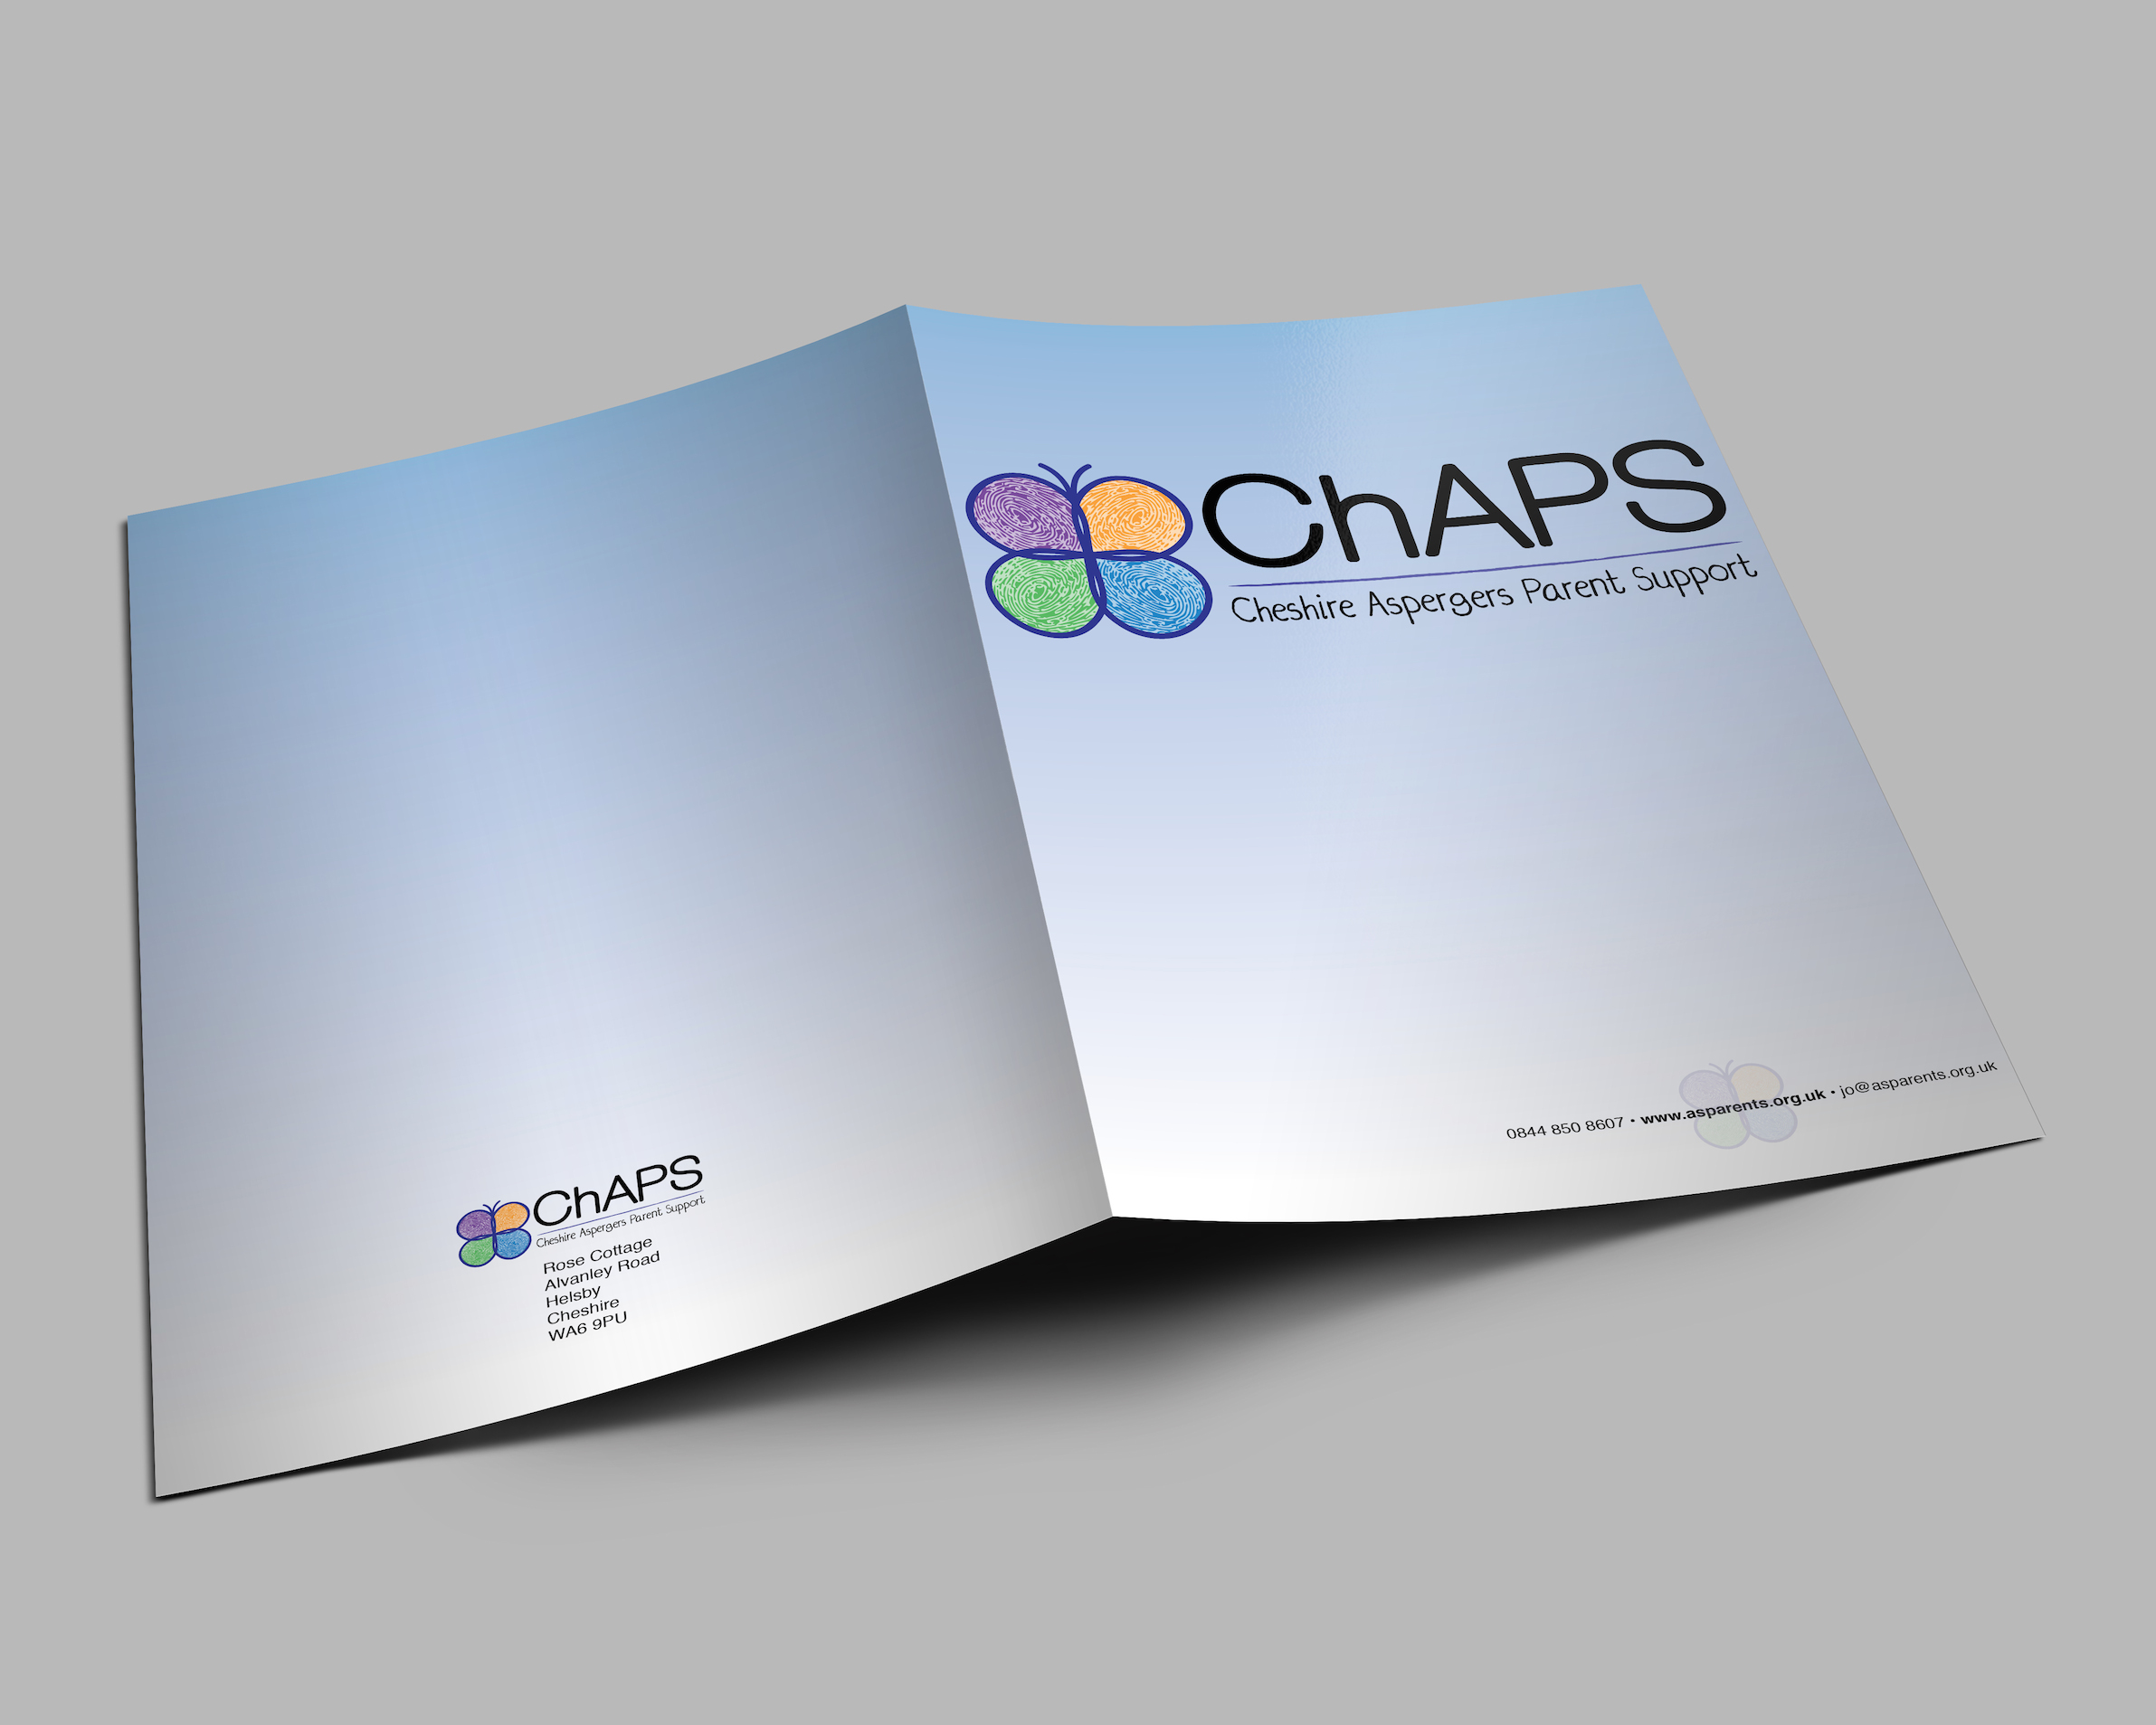 ChAPS
Cheshire Aspergers Parent Support
0844 850 8607 • www.asparents.org.uk • jo@asparents.org.uk
ChAPS
Cheshire Aspergers Parent Support
Rose Cottage
Alvanley Road
Helsby
Cheshire
WA6 9PU